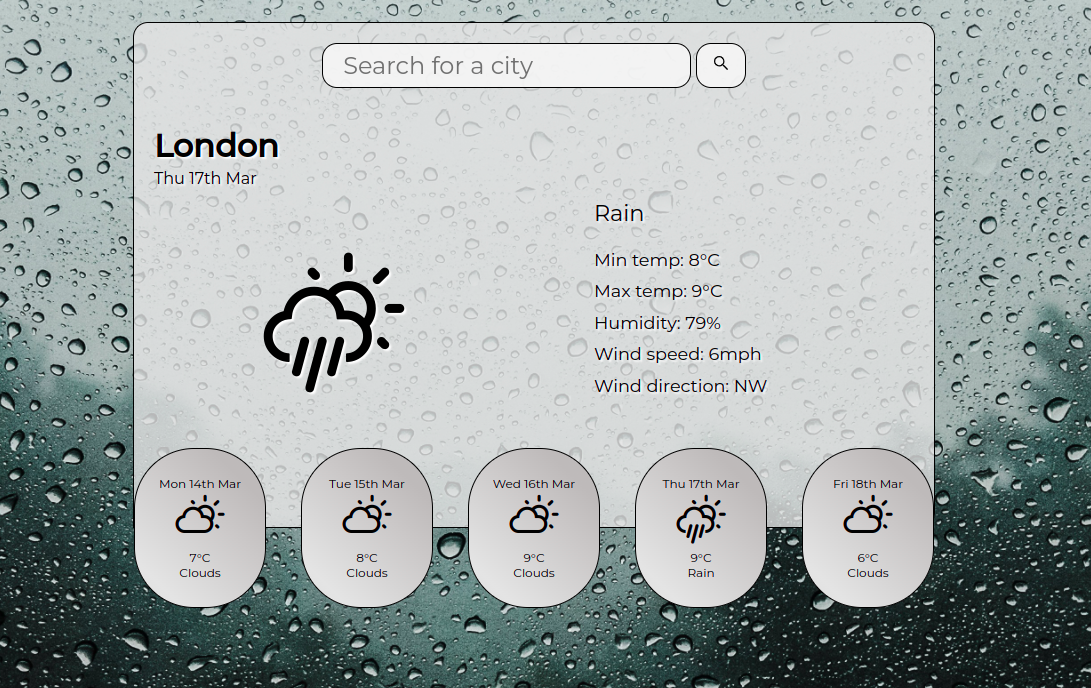 Search for a city
London
Thu 17th Mar
Rain
Min temp: 8°C
Max temp: 9°C
Humidity: 79%
Wind speed: 6mph
Wind direction: NW
Mon 14th Mar
7°C
Clouds
Tue 15th Mar
8°C
Clouds
Wed 16th Mar
9°C
Clouds
Thu 17th Mar
9°C
Rain
Fri 18th Mar
6°C
Clouds